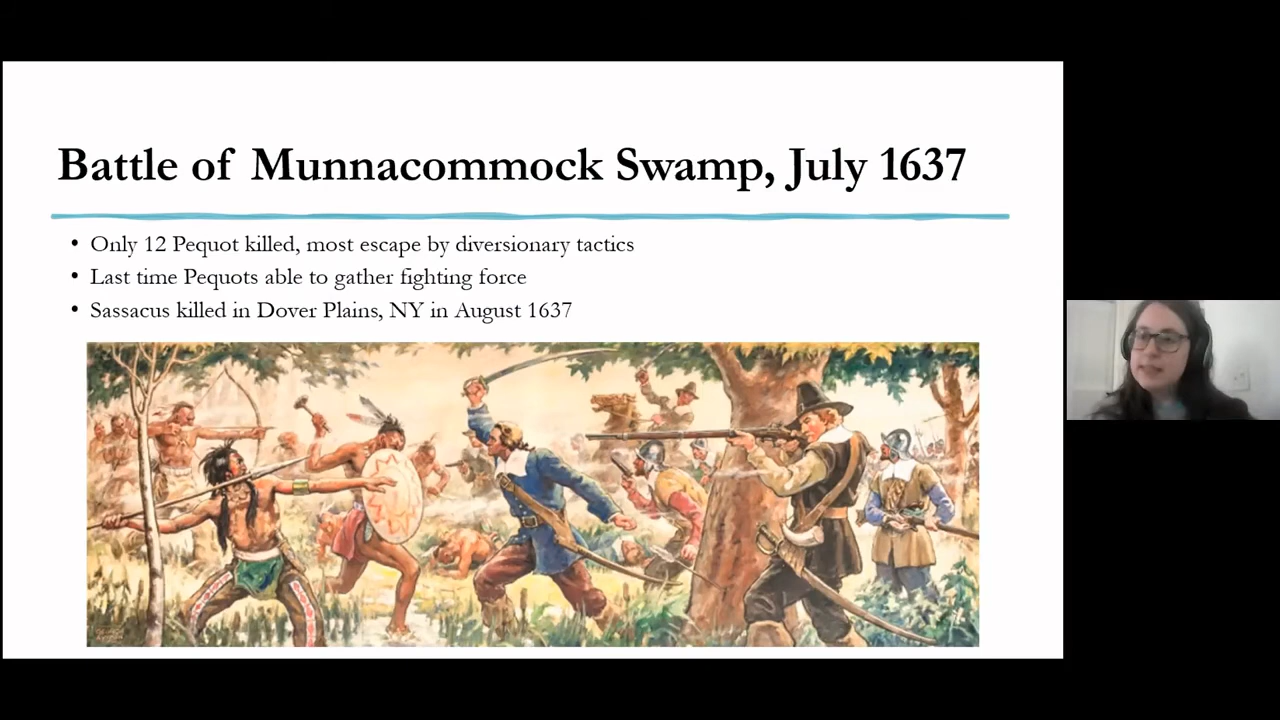 Battle of Munnacommock Swamp, July 1637
• Only 12 Pequot killed, most escape by diversionary tactics
• Last time Pequots able to gather fighting force
• Sassacus killed in Dover Plains, NY in August 1637